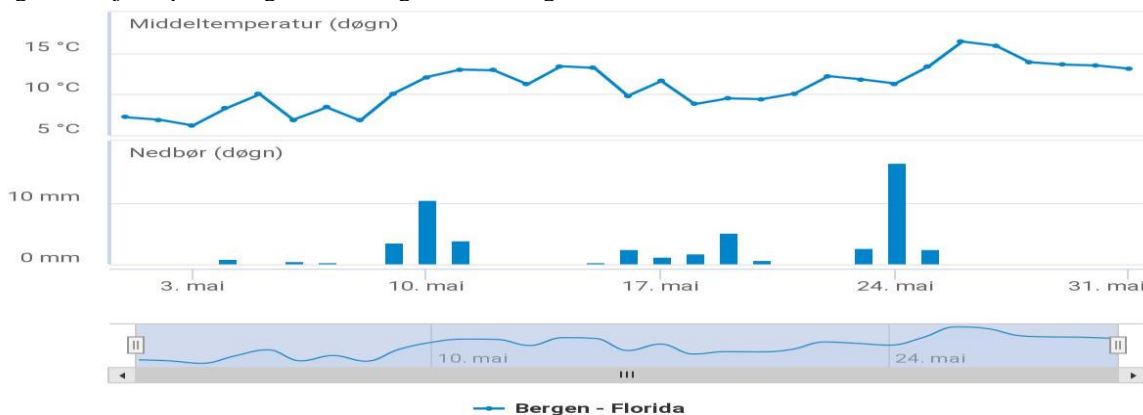 Middeltemperatur (døgn)
15 °C
10 °C
5 °C
Nedbør (døgn)
10 mm
0 mm
3. mai 10. mai 17. mai 24. mai 31. mai
10. mai 24. mai
Bergen - Florida